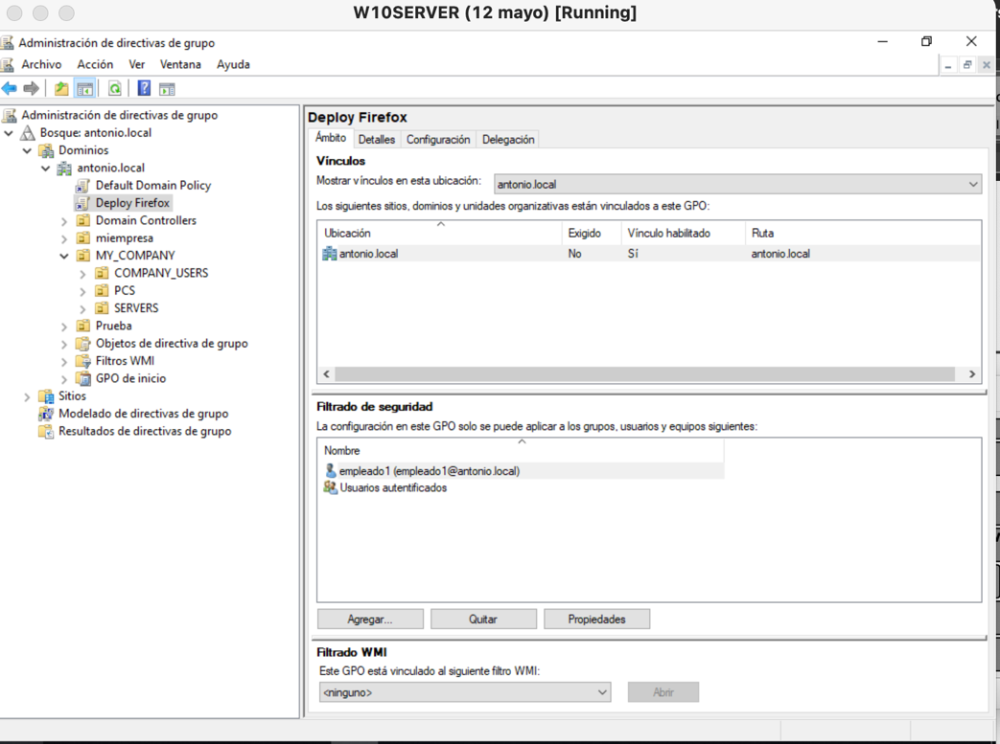 W10SERVER (12 mayo) [Running]
Administración de directivas de grupo
Archivo Acción Ver Ventana Ayuda
Administración de directivas de grupo
Bosque: antonio.local
Dominios
antonio.local
Default Domain Policy
Deploy Firefox
Domain Controllers
miempresa
MY_COMPANY
COMPANY_USERS
PCS
SERVERS
Prueba
Objetos de directiva de grupo
Filtros WMI
GPO de inicio
Sitios
Modelado de directivas de grupo
Resultados de directivas de grupo
Deploy Firefox
Ámbito Detalles Configuración Delegación
Vínculos
Mostrar vínculos en esta ubicación: antonio.local
Los siguientes sitios, dominios y unidades organizativas están vinculados a este GPO:
Ubicación Exigido Vínculo habilitado Ruta
antonio.local No Sí antonio.local
Filtrado de seguridad
La configuración en este GPO solo se puede aplicar a los grupos, usuarios y equipos siguientes:
Nombre
empleado1 (empleado1@antonio.local)
Usuarios autentificados
Agregar... Quitar Propiedades
Filtrado WMI
Este GPO está vinculado al siguiente filtro WMI:
<ninguno> Abrir